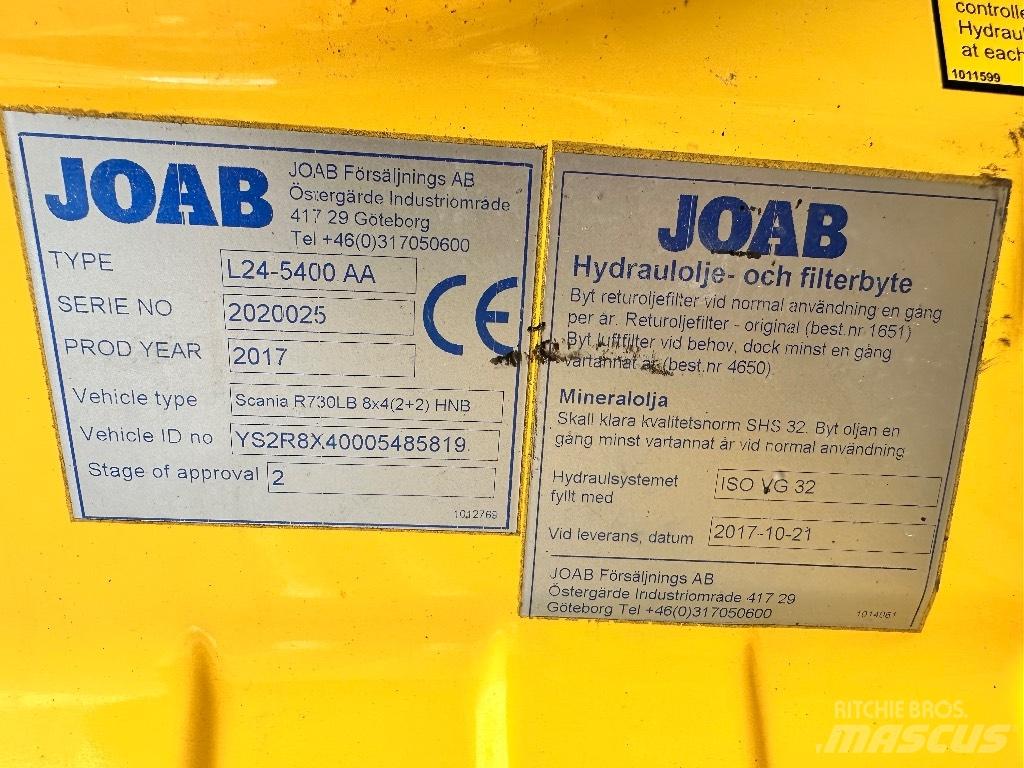 controlle
Hydrau
at each
1011599
JOAB
JOAB Försäljnings AB
Östergärde Industriområde
417 29 Göteborg
Tel +46(0)317050600
TYPE L24-5400 AA
SERIE NO 2020025
PROD YEAR 2017
CE
Vehicle type Scania R730LB 8x4(2+2) HNB
Vehicle ID no YS2R8X40005485819
Stage of approval 2
1012769
JOAB
Hydraulolje- och filterbyte
Byt returoljefilter vid normal användning en gång
per år. Returoljefilter - original (best.nr 1651)
Byt luftfilter vid behov, dock minst en gång
vartannat år (best.nr 4650).
Mineralolja
Skall klara kvalitetsnorm SHS 32. Byt oljan en
gång minst vartannat år vid normal användning
Hydraulsystemet
fyllt med ISO VG 32
Vid leverans, datum 2017-10-21
JOAB Försäljnings AB
Östergärde Industriområde 417 29
Göteborg Tel +46(0)317050600
1014061
RITCHIE BROS.
MASCUS